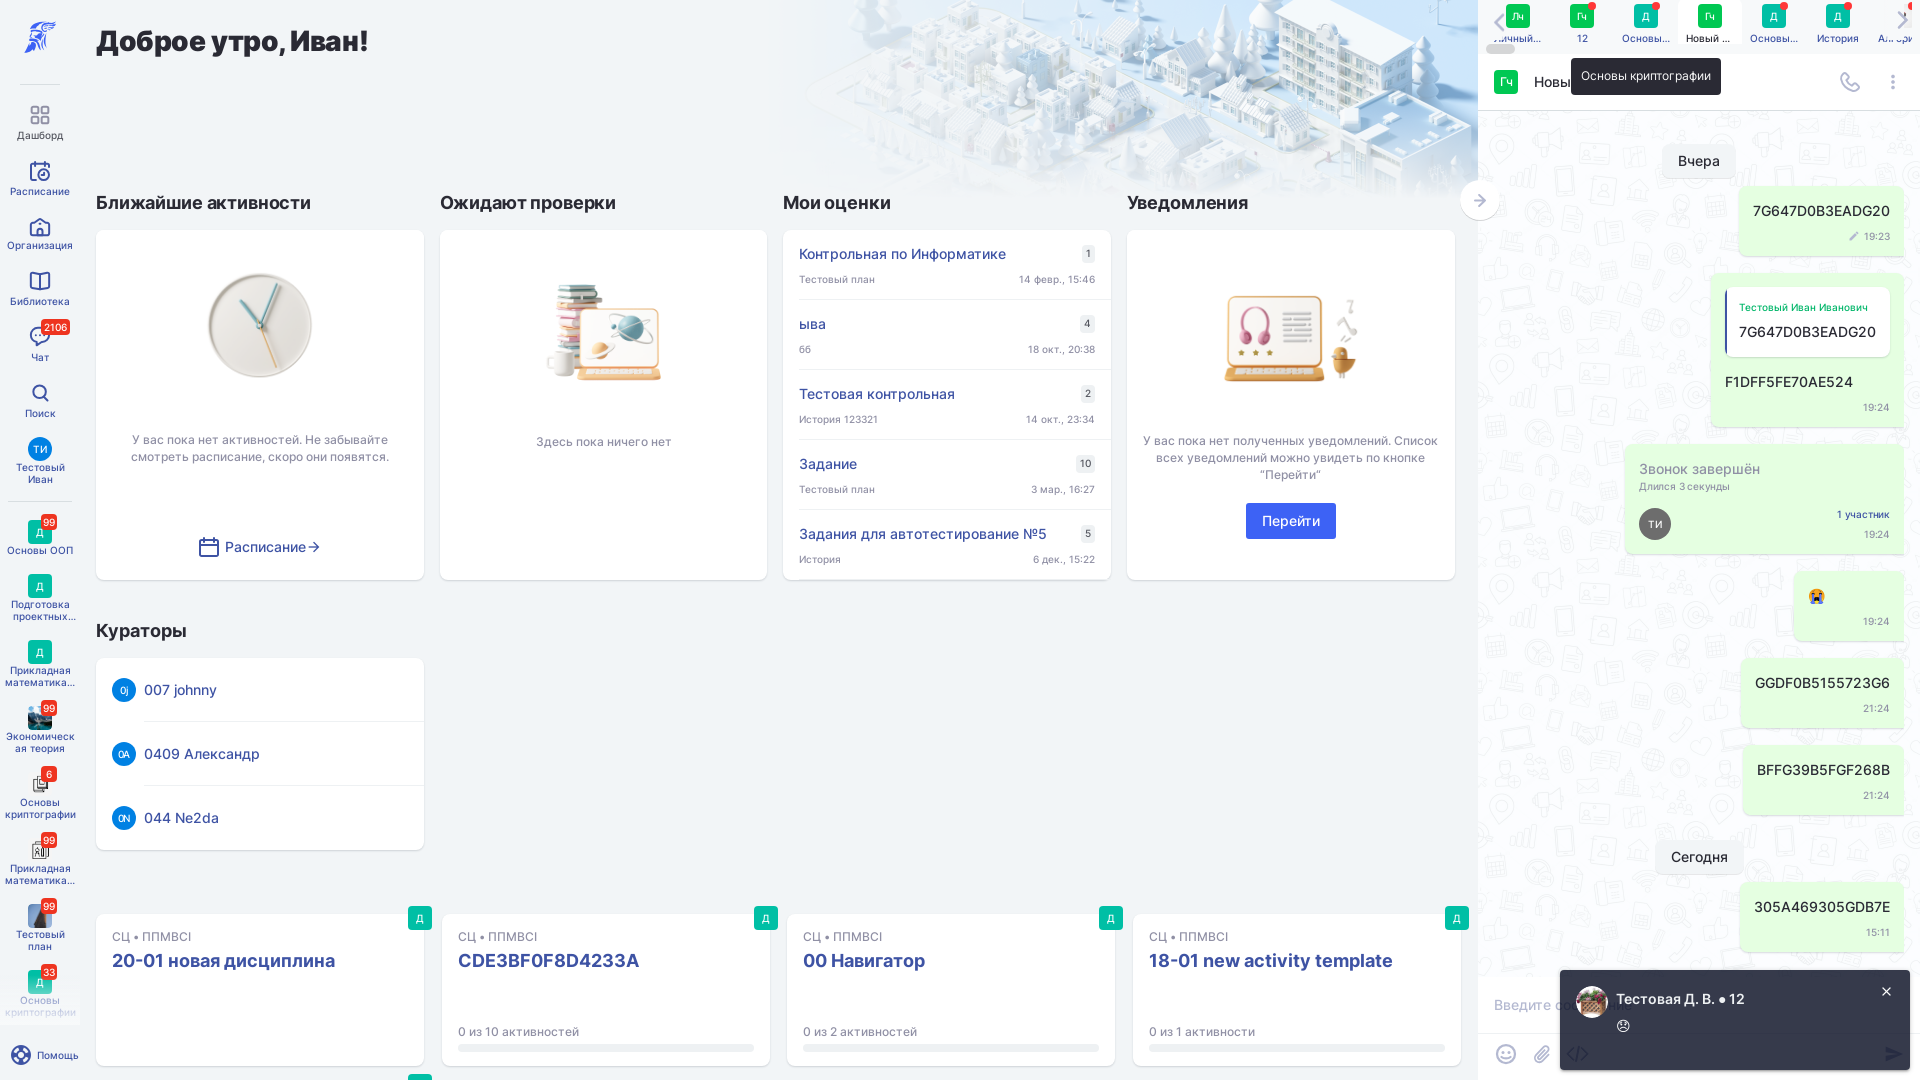 Доброе утро, Иван!
Дашборд
Расписание
Организация
Библиотека
2106
Чат
Поиск
ТИ
Тестовый
Иван
99
Д
Основы ООП
Д
Подготовка
проектных...
Д
Прикладная
математика...
99
Экономическ
ая теория
6
Основы
криптографии
99
Прикладная
математика...
99
Тестовый
план
33
Д
Основы
криптографии
Помощь
Ближайшие активности
У вас пока нет активностей. Не забывайте
смотреть расписание, скоро они появятся.
Расписание
Ожидают проверки
Здесь пока ничего нет
Мои оценки
Контрольная по Информатике
1
Тестовый план
14 февр., 15:46
ыва
4
бб
18 окт., 20:38
Тестовая контрольная
2
История 123321
14 окт., 23:34
Задание
10
Тестовый план
3 мар., 16:27
Задания для автотестирование №5
5
История
6 дек., 15:22
Уведомления
У вас пока нет полученных уведомлений. Список
всех уведомлений можно увидеть по кнопке
“Перейти”
Перейти
Кураторы
0j
007 johnny
0А
0409 Александр
0N
044 Ne2da
Д
СЦ • ППМВСІ
20-01 новая дисциплина
Д
СЦ • ППМВСІ
CDE3BF0F8D4233A
0 из 10 активностей
Д
СЦ • ППМВСІ
00 Навигатор
0 из 2 активностей
Д
СЦ • ППМВСІ
18-01 new activity template
0 из 1 активности
Лч
Личный...
Гч
12
Д
Основы...
Гч
Новый ...
Д
Основы...
Д
История
Гч
Основы криптографии
Вчера
7G647D0B3EADG20
19:23
Тестовый Иван Иванович
7G647D0B3EADG20
F1DFF5FE70AE524
19:24
Звонок завершён
Длился 3 секунды
ТИ
1 участник
19:24
19:24
GGDF0B5155723G6
21:24
BFFG39B5FGF268B
21:24
Сегодня
305A469305GDB7E
15:11
Введите
Тестовая Д. В. ● 12